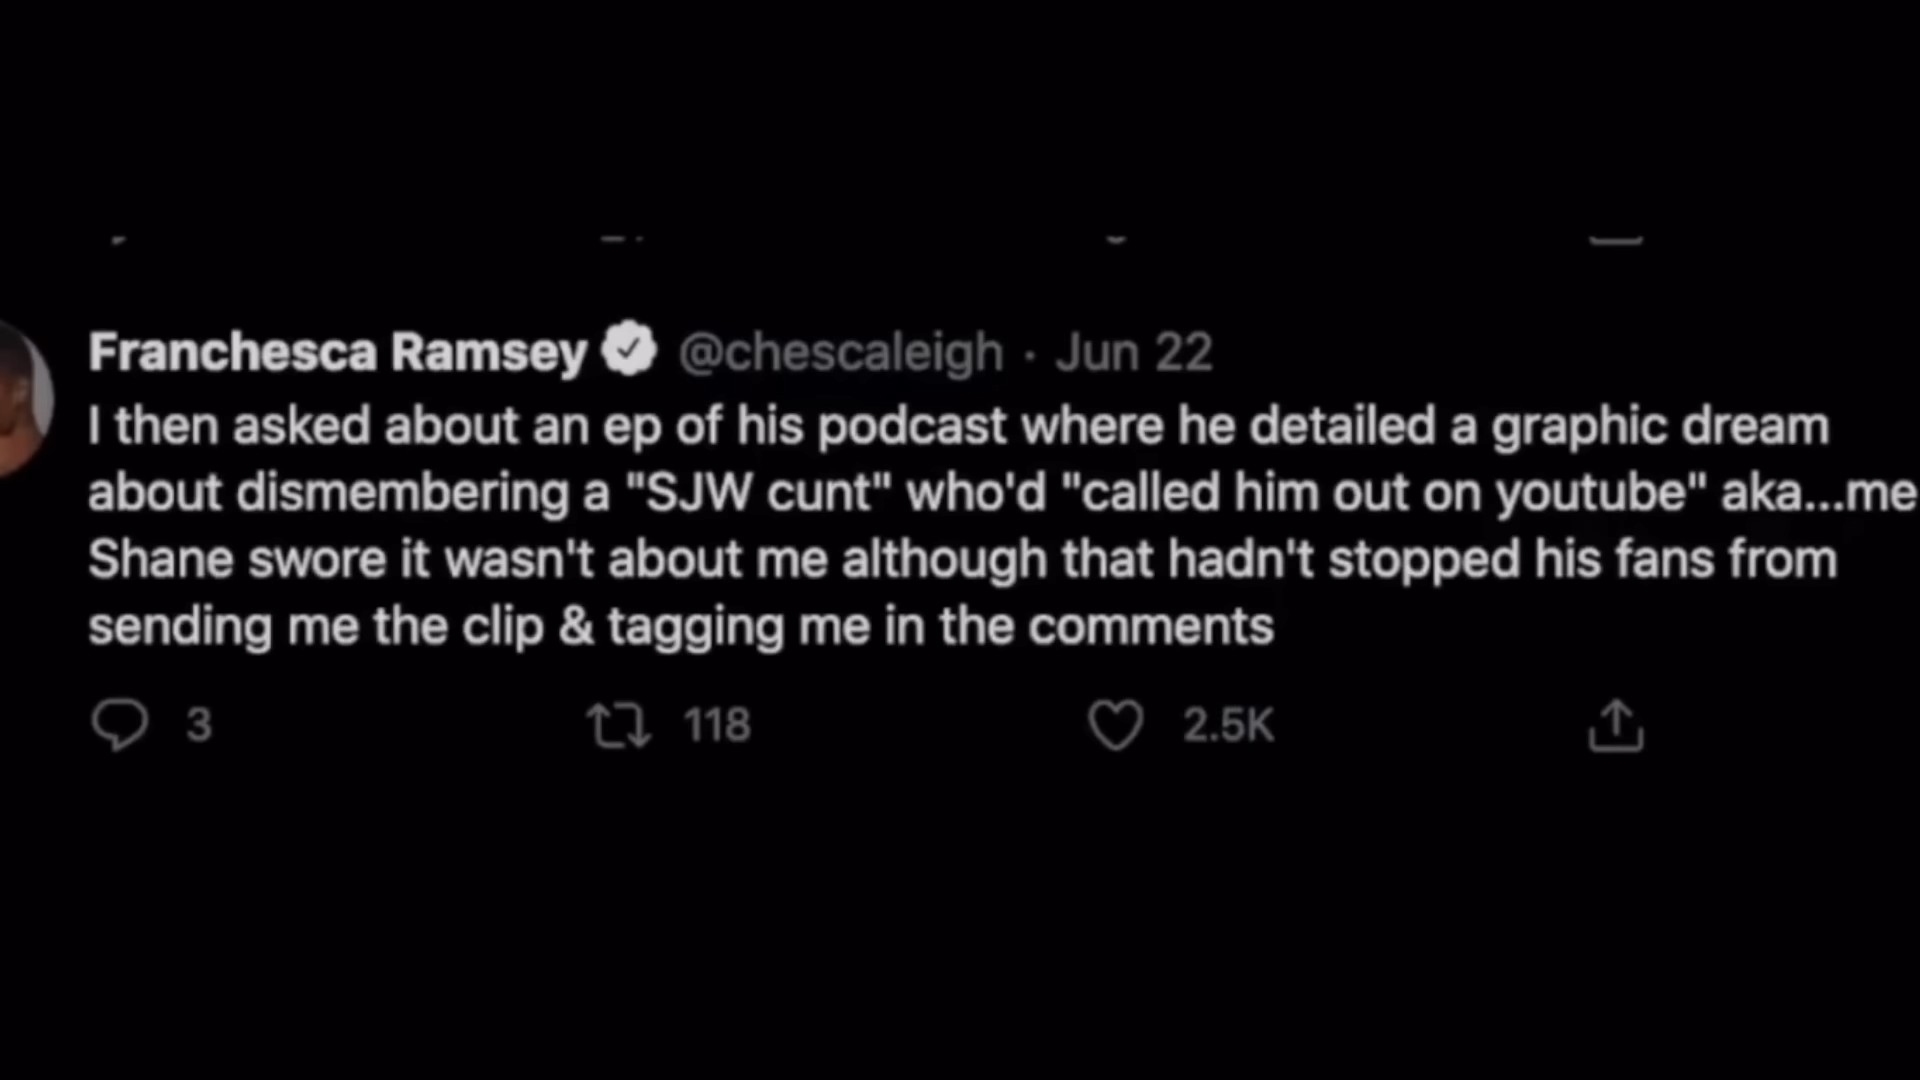 Franchesca Ramsey @chescaleigh · Jun 22
I then asked about an ep of his podcast where he detailed a graphic dream
about dismembering a "SJW cunt" who'd "called him out on youtube" aka...me
Shane swore it wasn't about me although that hadn't stopped his fans from
sending me the clip & tagging me in the comments
3 118 2.5K